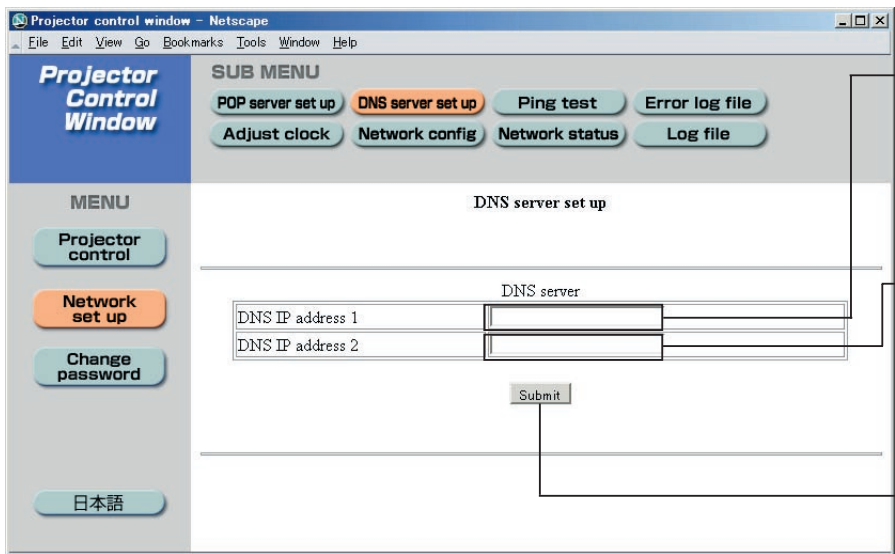 Projector control window - Netscape
File Edit View Go Bookmarks Tools Window Help
Projector
Control
Window
SUB MENU
POP server set up DNS server set up Ping test Error log file
Adjust clock Network config Network status Log file
MENU
Projector
control
Network
set up
Change
password
日本語
DNS server set up
DNS server
DNS IP address 1
DNS IP address 2
Submit